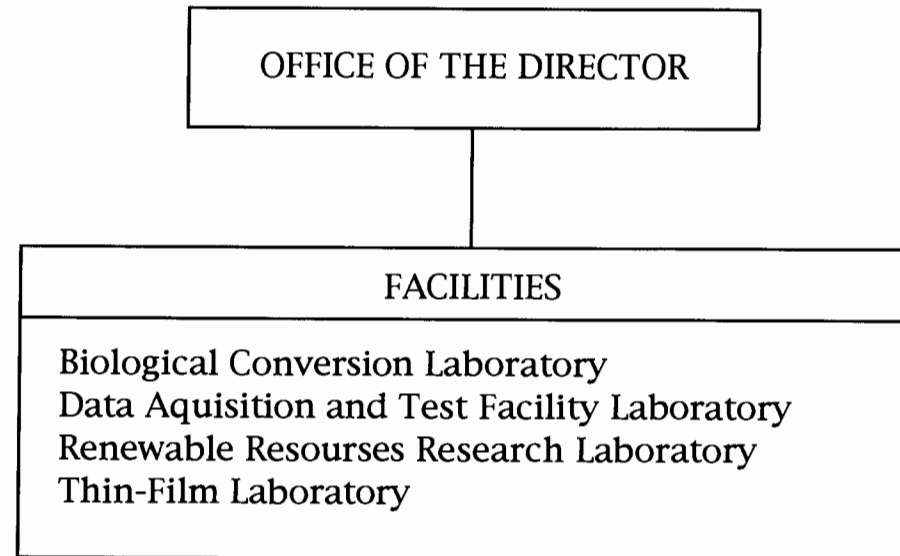 OFFICE OF THE DIRECTOR
FACILITIES
Biological Conversion Laboratory
Data Aquisition and Test Facility Laboratory
Renewable Resourses Research Laboratory
Thin-Film Laboratory